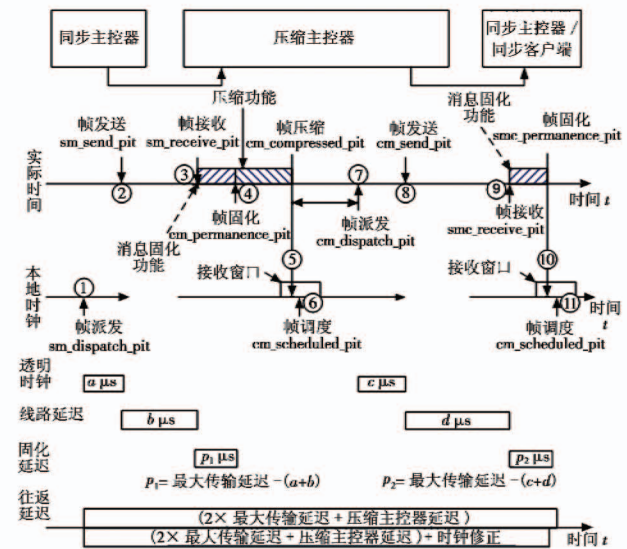 同步主控器
压缩主控器
同步主控器 /
同步客户端
压缩功能
消息固化
功能
帧发送
sm_send_pit
帧接收
sm_receive_pit
帧压缩
cm_compressed_pit
帧发送
cm_send_pit
帧固化
smc_permanence_pit
实际时间
② ③ ④ ⑦ ⑧ ⑨
时间 t
消息固化
功能
帧固化
cm_permanence_pit
帧派发
cm_dispatch_pit
帧接收
smc_receive_pit
本地时钟
①
接收窗口
⑤
⑥
接收窗口
⑩
⑪
时间
t
帧派发
sm_dispatch_pit
帧调度
cm_scheduled_pit
帧调度
cm_scheduled_pit
透明
时钟
a μs
c μs
线路延迟
b μs
d μs
固化
延迟
p₁ μs
p₂ μs
p₁= 最大传输延迟 -(a+b)
p₂= 最大传输延迟 -(c+d)
往返
延迟
(2× 最大传输延迟 + 压缩主控器延迟)
(2× 最大传输延迟 + 压缩主控器延迟) + 时钟修正
时间 t